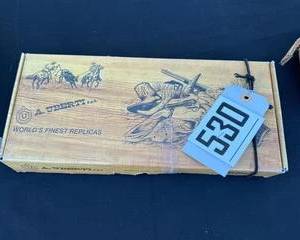 A. UBERTI
WORLD'S FINEST REPLICAS
530